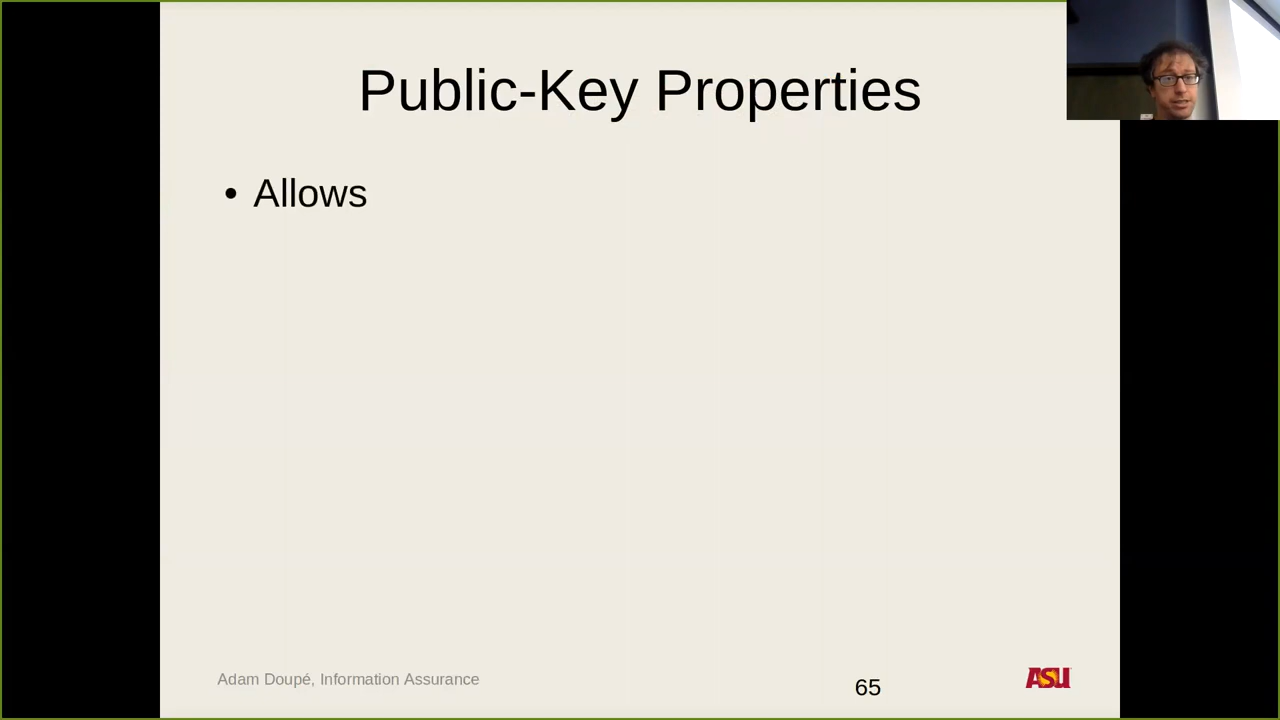 Public-Key Properties
• Allows
Adam Doupé, Information Assurance
65
ASU